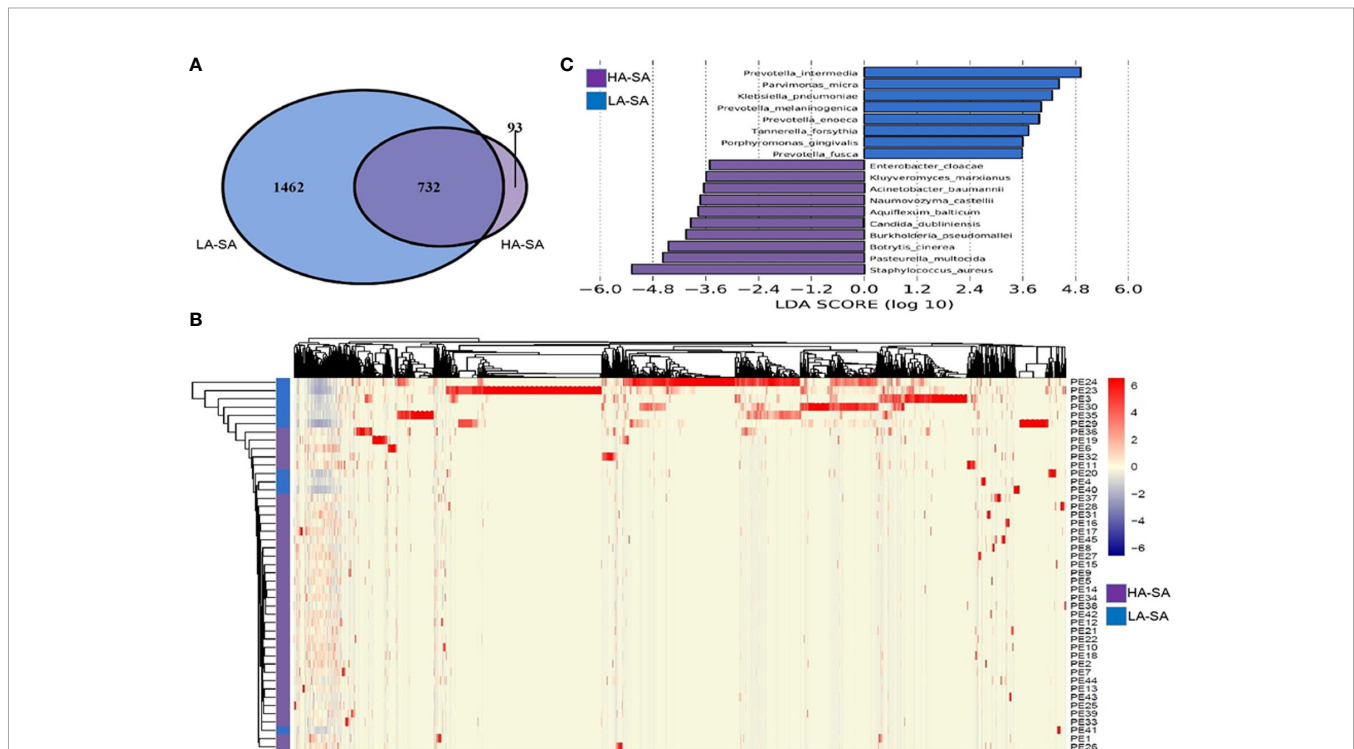 A
93
1462
732
LA-SA
HA-SA
C
HA-SA
LA-SA
Prevotella_intermedia
Parvimonas_micra
Klebsiella_pneumoniae
Prevotella_melaninogenica
Prevotella_enoeca
Tannerella_forsythia
Porphyromonas_gingivalis
Prevotella_fusca
Enterobacter_cloacae
Kluyveromyces_marxianus
Acinetobacter_baumannii
Naumovozyma_castellii
Aquiflexum_balticum
Candida_dubliniensis
Burkholderia_pseudomallei
Botrytis_cinerea
Pasteurella_multocida
Staphylococcus_aureus
−6.0 −4.8 −3.6 −2.4 −1.2 0.0 1.2 2.4 3.6 4.8 6.0
LDA SCORE (log 10)
B
PE24
PE23
PE3
PE30
PE35
PE29
PE36
PE19
PE6
PE32
PE11
PE20
PE4
PE40
PE37
PE28
PE31
PE16
PE17
PE45
PE8
PE27
PE15
PE9
PE5
PE14
PE34
PE38
PE42
PE12
PE21
PE22
PE10
PE18
PE2
PE7
PE44
PE13
PE43
PE25
PE39
PE33
PE41
PE1
PE26
6
4
2
0
−2
−4
−6
HA-SA
LA-SA